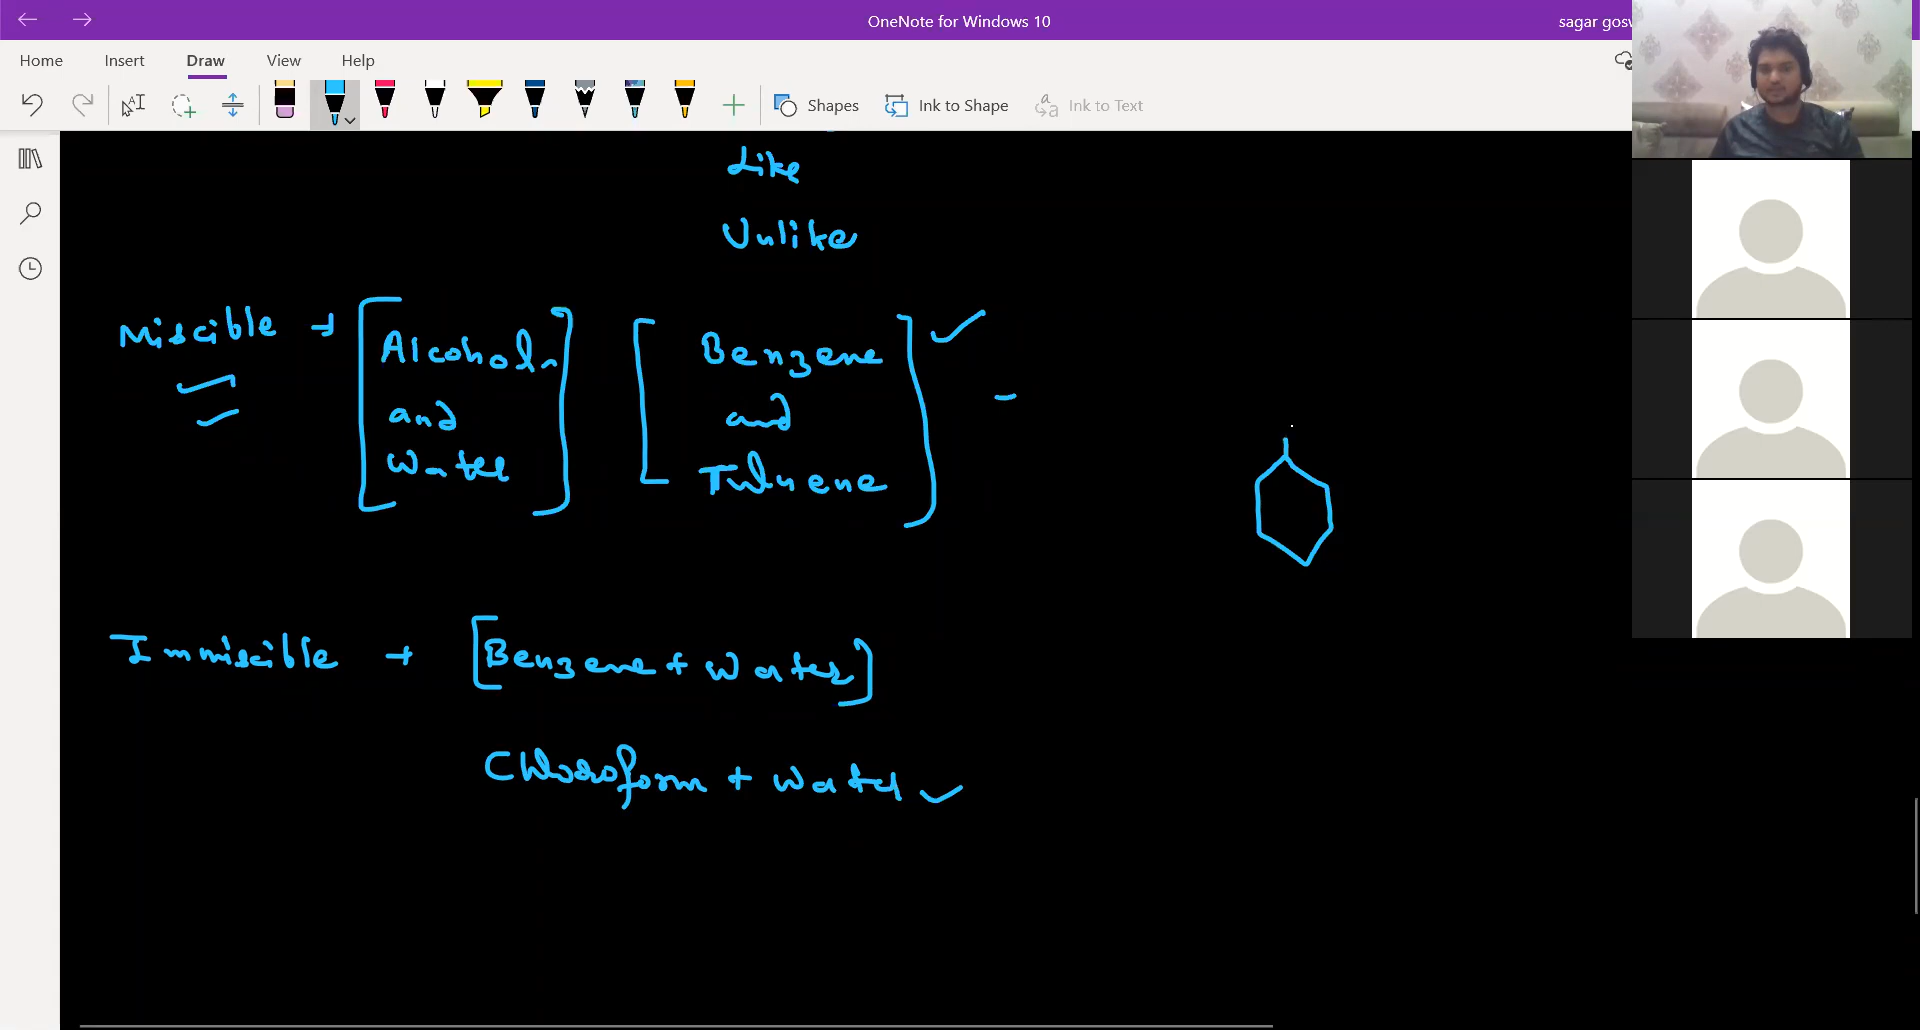 OneNote for Windows 10
sagar gosw
Home Insert Draw View Help
Shapes Ink to Shape Ink to Text
Like
Unlike
Miscible → [Alcohol
and
Water] [Benzene
and
Toluene] ✓ -
Immiscible → [Benzene + Water]
Chloroform + Water ✓